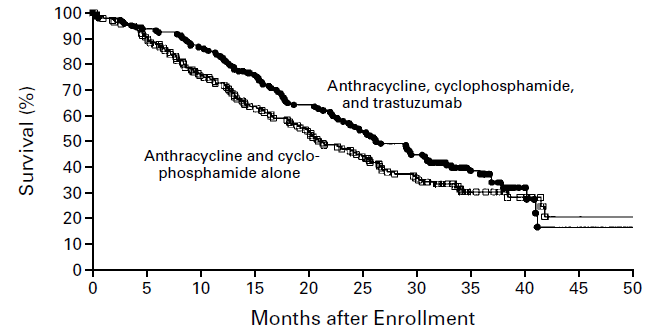 100
90
80
70
60
50
40
30
20
10
0
Survival (%)
Anthracycline, cyclophosphamide,
and trastuzumab
Anthracycline and cyclo-
phosphamide alone
0 5 10 15 20 25 30 35 40 45 50
Months after Enrollment